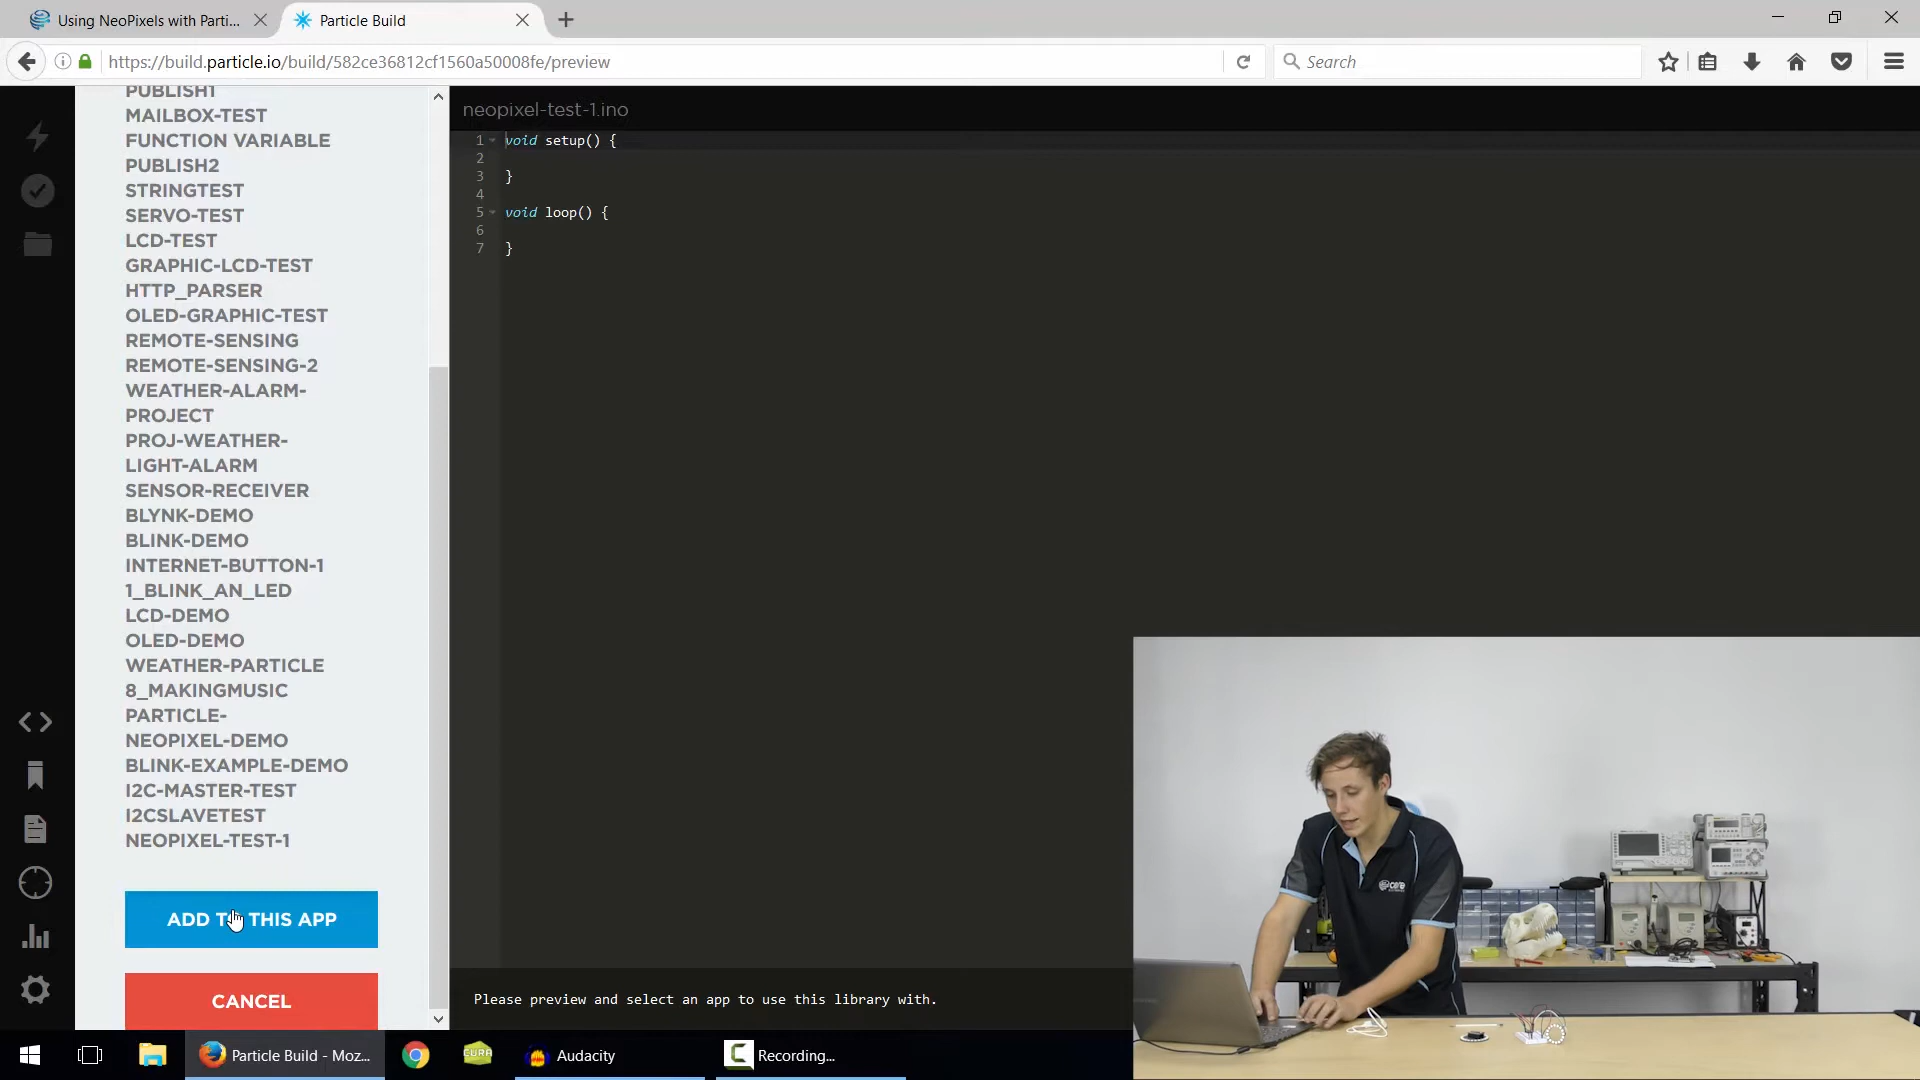 Using NeoPixels with Parti...
Particle Build
https://build.particle.io/build/582ce36812cf1560a50008fe/preview
Search
PUBLISH1
MAILBOX-TEST
FUNCTION VARIABLE
PUBLISH2
STRINGTEST
SERVO-TEST
LCD-TEST
GRAPHIC-LCD-TEST
HTTP_PARSER
OLED-GRAPHIC-TEST
REMOTE-SENSING
REMOTE-SENSING-2
WEATHER-ALARM-
PROJECT
PROJ-WEATHER-
LIGHT-ALARM
SENSOR-RECEIVER
BLYNK-DEMO
BLINK-DEMO
INTERNET-BUTTON-1
1_BLINK_AN_LED
LCD-DEMO
OLED-DEMO
WEATHER-PARTICLE
8_MAKINGMUSIC
PARTICLE-
NEOPIXEL-DEMO
BLINK-EXAMPLE-DEMO
I2C-MASTER-TEST
I2CSLAVETEST
NEOPIXEL-TEST-1
ADD TO THIS APP
CANCEL
neopixel-test-1.ino
1 void setup() {
2
3 }
4
5 void loop() {
6
7 }
Please preview and select an app to use this library with.
core
Particle Build - Moz...
CURA
Audacity
Recording...